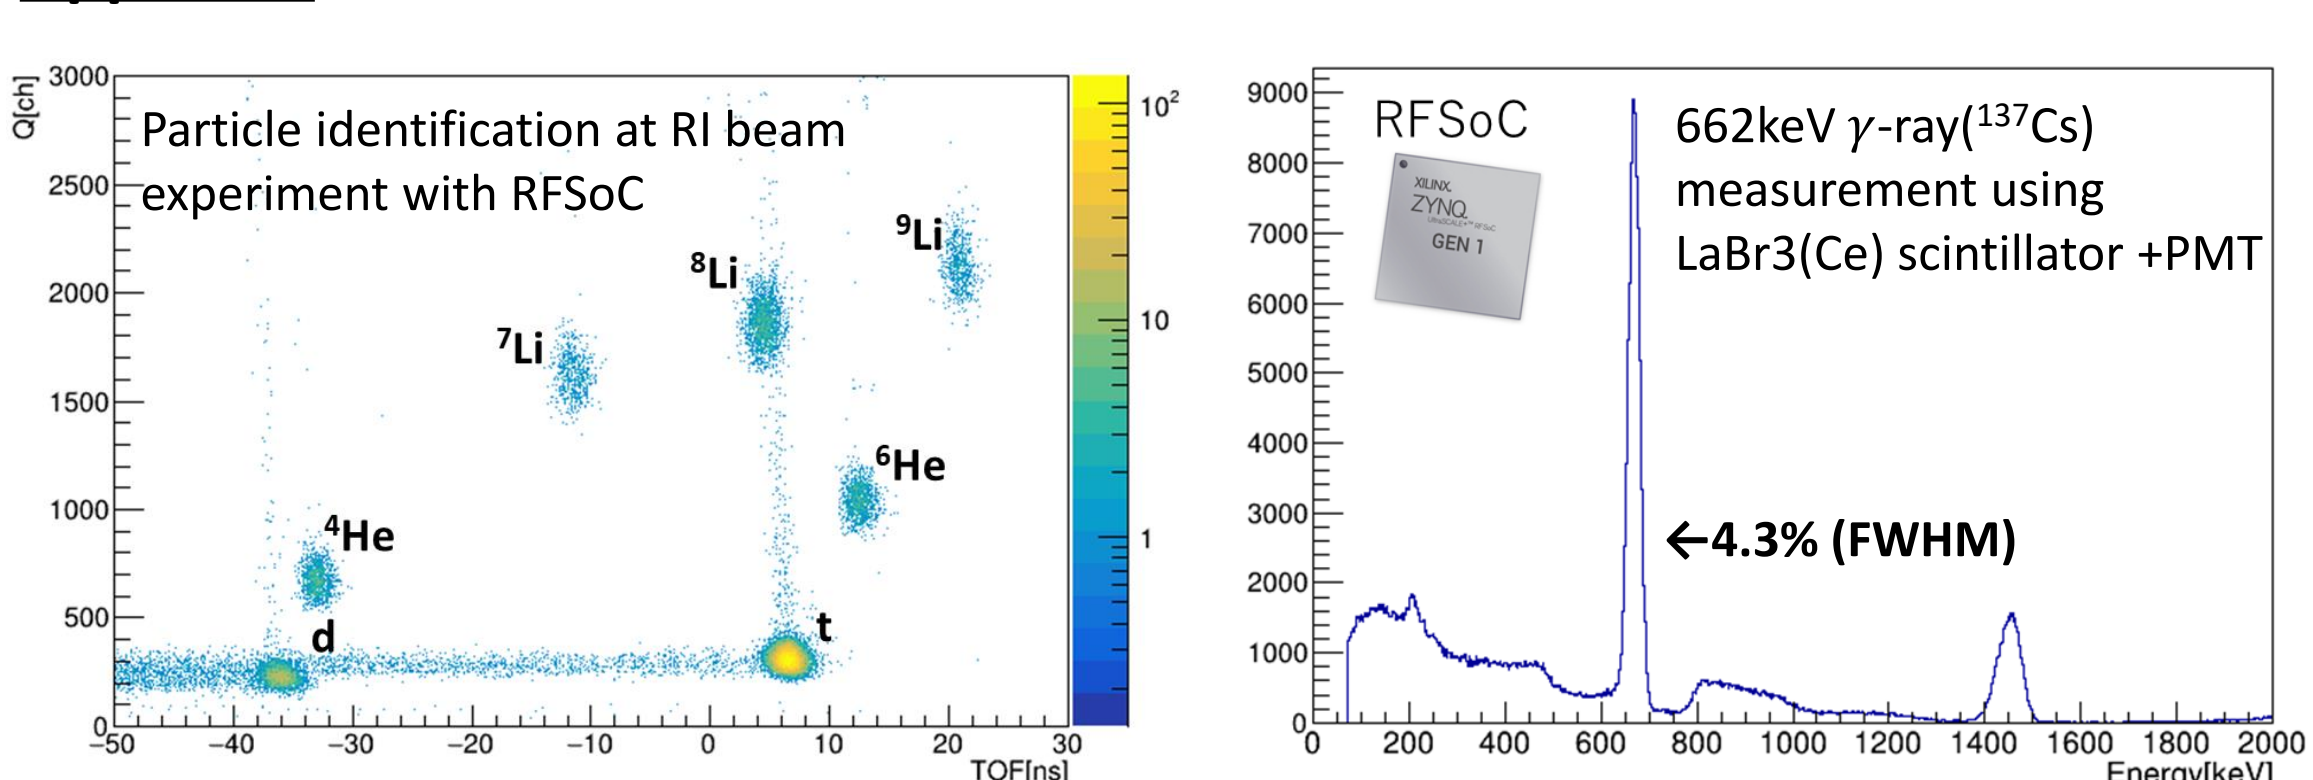 Q[ch]
3000
2500
2000
1500
1000
500
0
−50 −40 −30 −20 −10 0 10 20 30
TOF[ns]
Particle identification at RI beam
experiment with RFSoC
⁹Li
⁸Li
⁷Li
⁶He
⁴He
d
t
10²
10
1
9000
8000
7000
6000
5000
4000
3000
2000
1000
0
0 200 400 600 800 1000 1200 1400 1600 1800 2000
Energy[keV]
RFSoC
XILINX
ZYNQ
UltraSCALE+™ RFSoC
GEN 1
662keV γ-ray(¹³⁷Cs)
measurement using
LaBr3(Ce) scintillator +PMT
←4.3% (FWHM)